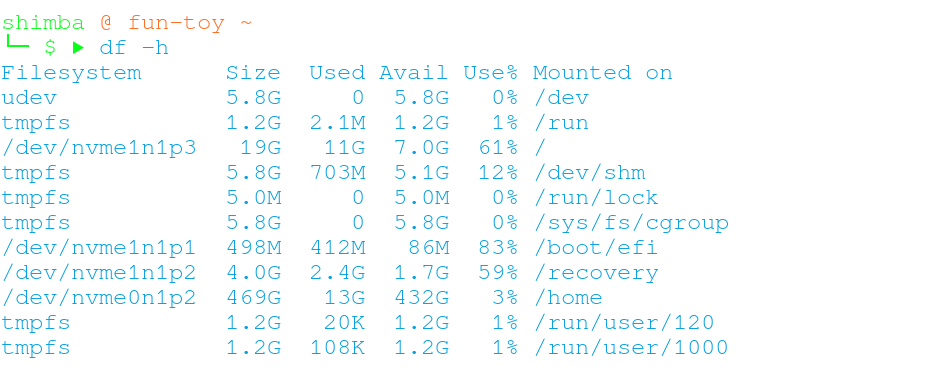 shimba @ fun-toy ~
└─ $ ▶ df -h
Filesystem      Size  Used Avail Use% Mounted on
udev            5.8G     0  5.8G   0% /dev
tmpfs           1.2G  2.1M  1.2G   1% /run
/dev/nvme1n1p3   19G   11G  7.0G  61% /
tmpfs           5.8G  703M  5.1G  12% /dev/shm
tmpfs           5.0M     0  5.0M   0% /run/lock
tmpfs           5.8G     0  5.8G   0% /sys/fs/cgroup
/dev/nvme1n1p1  498M  412M   86M  83% /boot/efi
/dev/nvme1n1p2  4.0G  2.4G  1.7G  59% /recovery
/dev/nvme0n1p2  469G   13G  432G   3% /home
tmpfs           1.2G   20K  1.2G   1% /run/user/120
tmpfs           1.2G  108K  1.2G   1% /run/user/1000